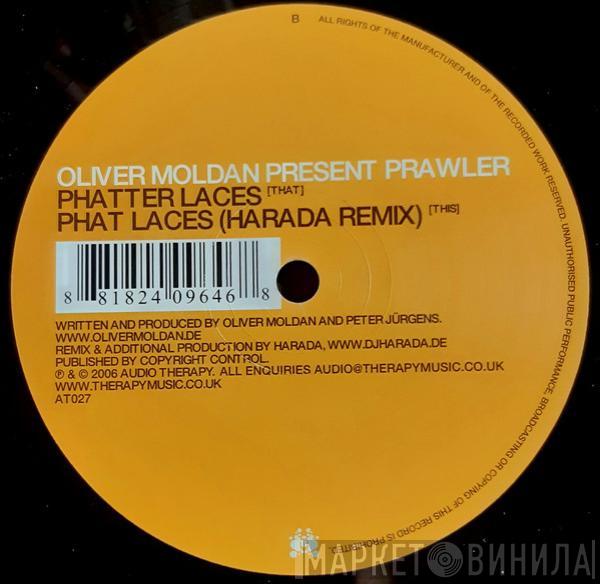 B
ALL RIGHTS OF THE MANUFACTURER AND OF THE RECORDED WORK RESERVED. UNAUTHORISED PUBLIC PERFORMANCE, BROADCASTING OR COPYING OF THIS RECORD IS PROHIBITED.
OLIVER MOLDAN PRESENT PRAWLER
PHATTER LACES [THAT]
PHAT LACES (HARADA REMIX) [THIS]
8 81824 09646 8
WRITTEN AND PRODUCED BY OLIVER MOLDAN AND PETER JÜRGENS.
WWW.OLIVERMOLDAN.DE
REMIX & ADDITIONAL PRODUCTION BY HARADA, WWW.DJHARADA.DE
PUBLISHED BY COPYRIGHT CONTROL.
℗ & © 2006 AUDIO THERAPY. ALL ENQUIRIES AUDIO@THERAPYMUSIC.CO.UK
WWW.THERAPYMUSIC.CO.UK
AT027
МАРКЕТ ВИНИЛА